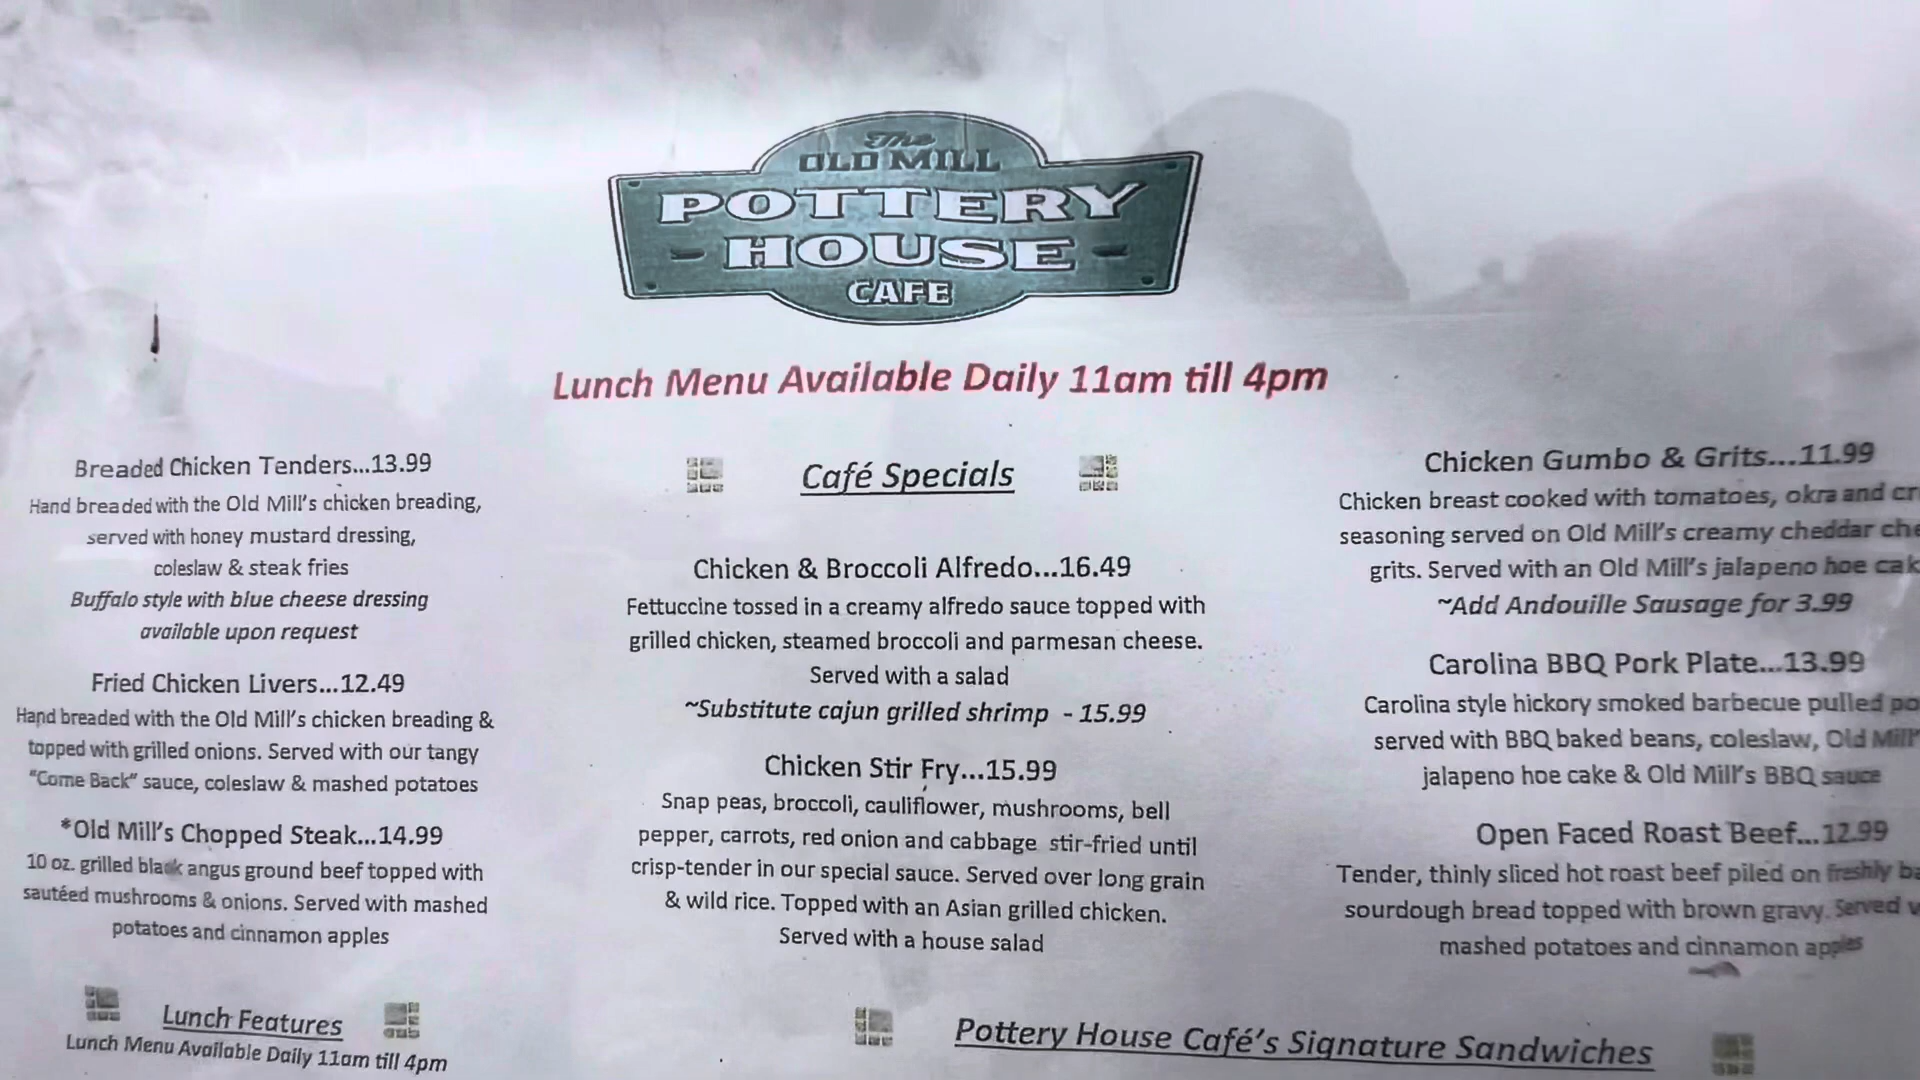 The
OLD MILL
POTTERY
HOUSE
CAFE
Lunch Menu Available Daily 11am till 4pm
Breaded Chicken Tenders...13.99
Hand breaded with the Old Mill's chicken breading,
served with honey mustard dressing,
coleslaw & steak fries
Buffalo style with blue cheese dressing
available upon request
Fried Chicken Livers...12.49
Hand breaded with the Old Mill's chicken breading &
topped with grilled onions. Served with our tangy
"Come Back" sauce, coleslaw & mashed potatoes
*Old Mill's Chopped Steak...14.99
10 oz. grilled black angus ground beef topped with
sautéed mushrooms & onions. Served with mashed
potatoes and cinnamon apples
Lunch Features
Lunch Menu Available Daily 11am till 4pm
Café Specials
Chicken & Broccoli Alfredo...16.49
Fettuccine tossed in a creamy alfredo sauce topped with
grilled chicken, steamed broccoli and parmesan cheese.
Served with a salad
~Substitute cajun grilled shrimp - 15.99
Chicken Stir Fry...15.99
Snap peas, broccoli, cauliflower, mushrooms, bell
pepper, carrots, red onion and cabbage stir-fried until
crisp-tender in our special sauce. Served over long grain
& wild rice. Topped with an Asian grilled chicken.
Served with a house salad
Chicken Gumbo & Grits...11.99
Chicken breast cooked with tomatoes, okra and
seasoning served on Old Mill's creamy cheddar
grits. Served with an Old Mill's jalapeno hoe
~Add Andouille Sausage for 3.99
Carolina BBQ Pork Plate...13.99
Carolina style hickory smoked barbecue pulled
served with BBQ baked beans, coleslaw, Old Mill's
jalapeno hoe cake & Old Mill's BBQ sauce
Open Faced Roast Beef...12.99
Tender, thinly sliced hot roast beef piled on freshly
sourdough bread topped with brown gravy. Served
mashed potatoes and cinnamon apples
Pottery House Café's Signature Sandwiches